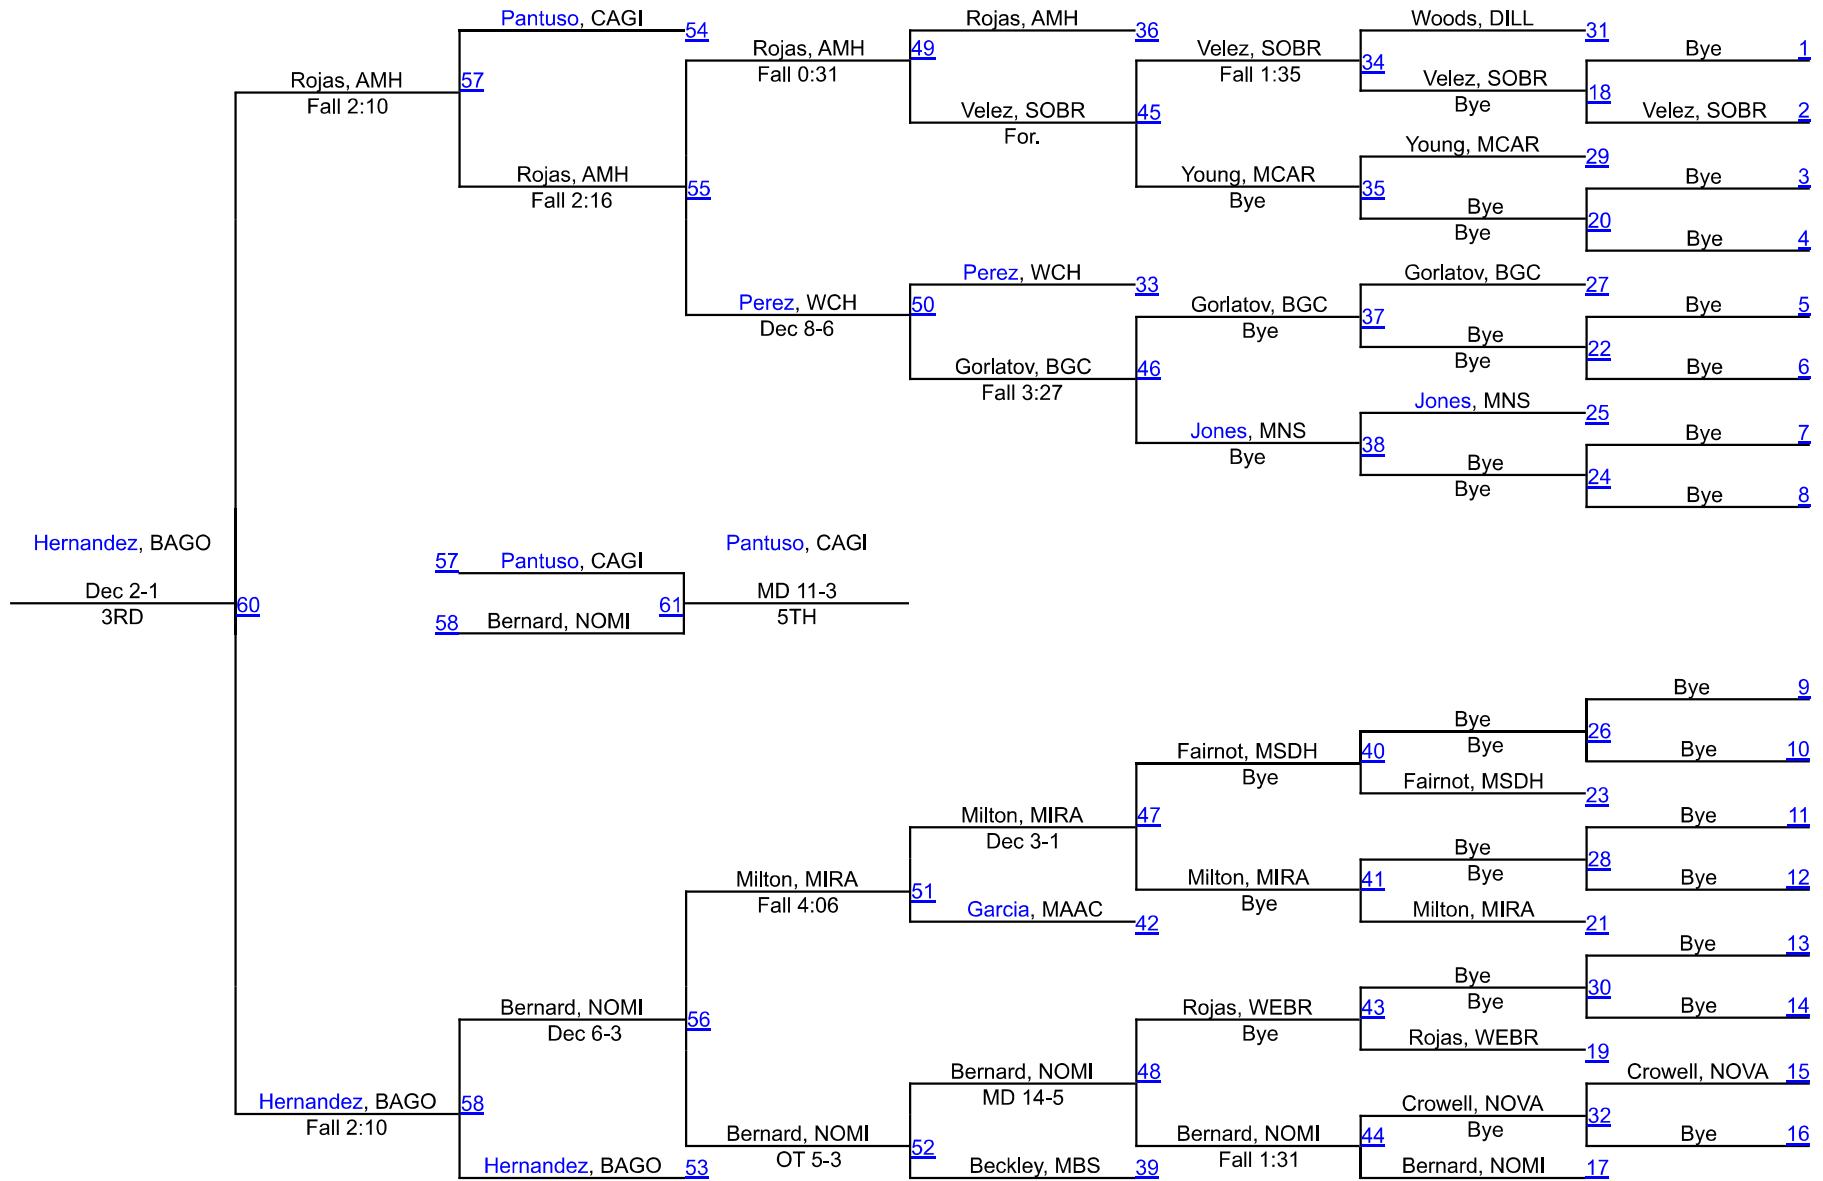 Pantuso, CAGI
54
Rojas, AMH
36
Woods, DILL
31
Rojas, AMH
Fall 0:31
49
Velez, SOBR
Fall 1:35
34
Bye
1
Rojas, AMH
Fall 2:10
57
Velez, SOBR
Bye
18
Velez, SOBR
2
Velez, SOBR
For.
45
Young, MCAR
29
Rojas, AMH
Fall 2:16
55
Young, MCAR
Bye
35
Bye
3
Bye
Bye
20
Bye
4
Perez, WCH
33
Gorlatov, BGC
27
Perez, WCH
Dec 8-6
50
Gorlatov, BGC
Bye
37
Bye
5
Bye
Bye
22
Bye
6
Gorlatov, BGC
Fall 3:27
46
Jones, MNS
25
Jones, MNS
Bye
38
Bye
7
Bye
Bye
24
Bye
8
Hernandez, BAGO
Dec 2-1
3RD
60
57
Pantuso, CAGI
58
Bernard, NOMI
61
Pantuso, CAGI
MD 11-3
5TH
Bye
9
Bye
Bye
26
Bye
10
Fairnot, MSDH
Bye
40
Fairnot, MSDH
23
Milton, MIRA
Dec 3-1
47
Bye
11
Bye
Bye
28
Bye
12
Milton, MIRA
Fall 4:06
51
Milton, MIRA
Bye
41
Milton, MIRA
21
Garcia, MAAC
42
Bye
13
Bye
Bye
30
Bye
14
Bernard, NOMI
Dec 6-3
56
Rojas, WEBR
Bye
43
Rojas, WEBR
19
Bernard, NOMI
MD 14-5
48
Crowell, NOVA
15
Hernandez, BAGO
Fall 2:10
58
Crowell, NOVA
Bye
32
Bye
16
Bernard, NOMI
OT 5-3
52
Bernard, NOMI
Fall 1:31
44
Hernandez, BAGO
53
Beckley, MBS
39
Bernard, NOMI
17